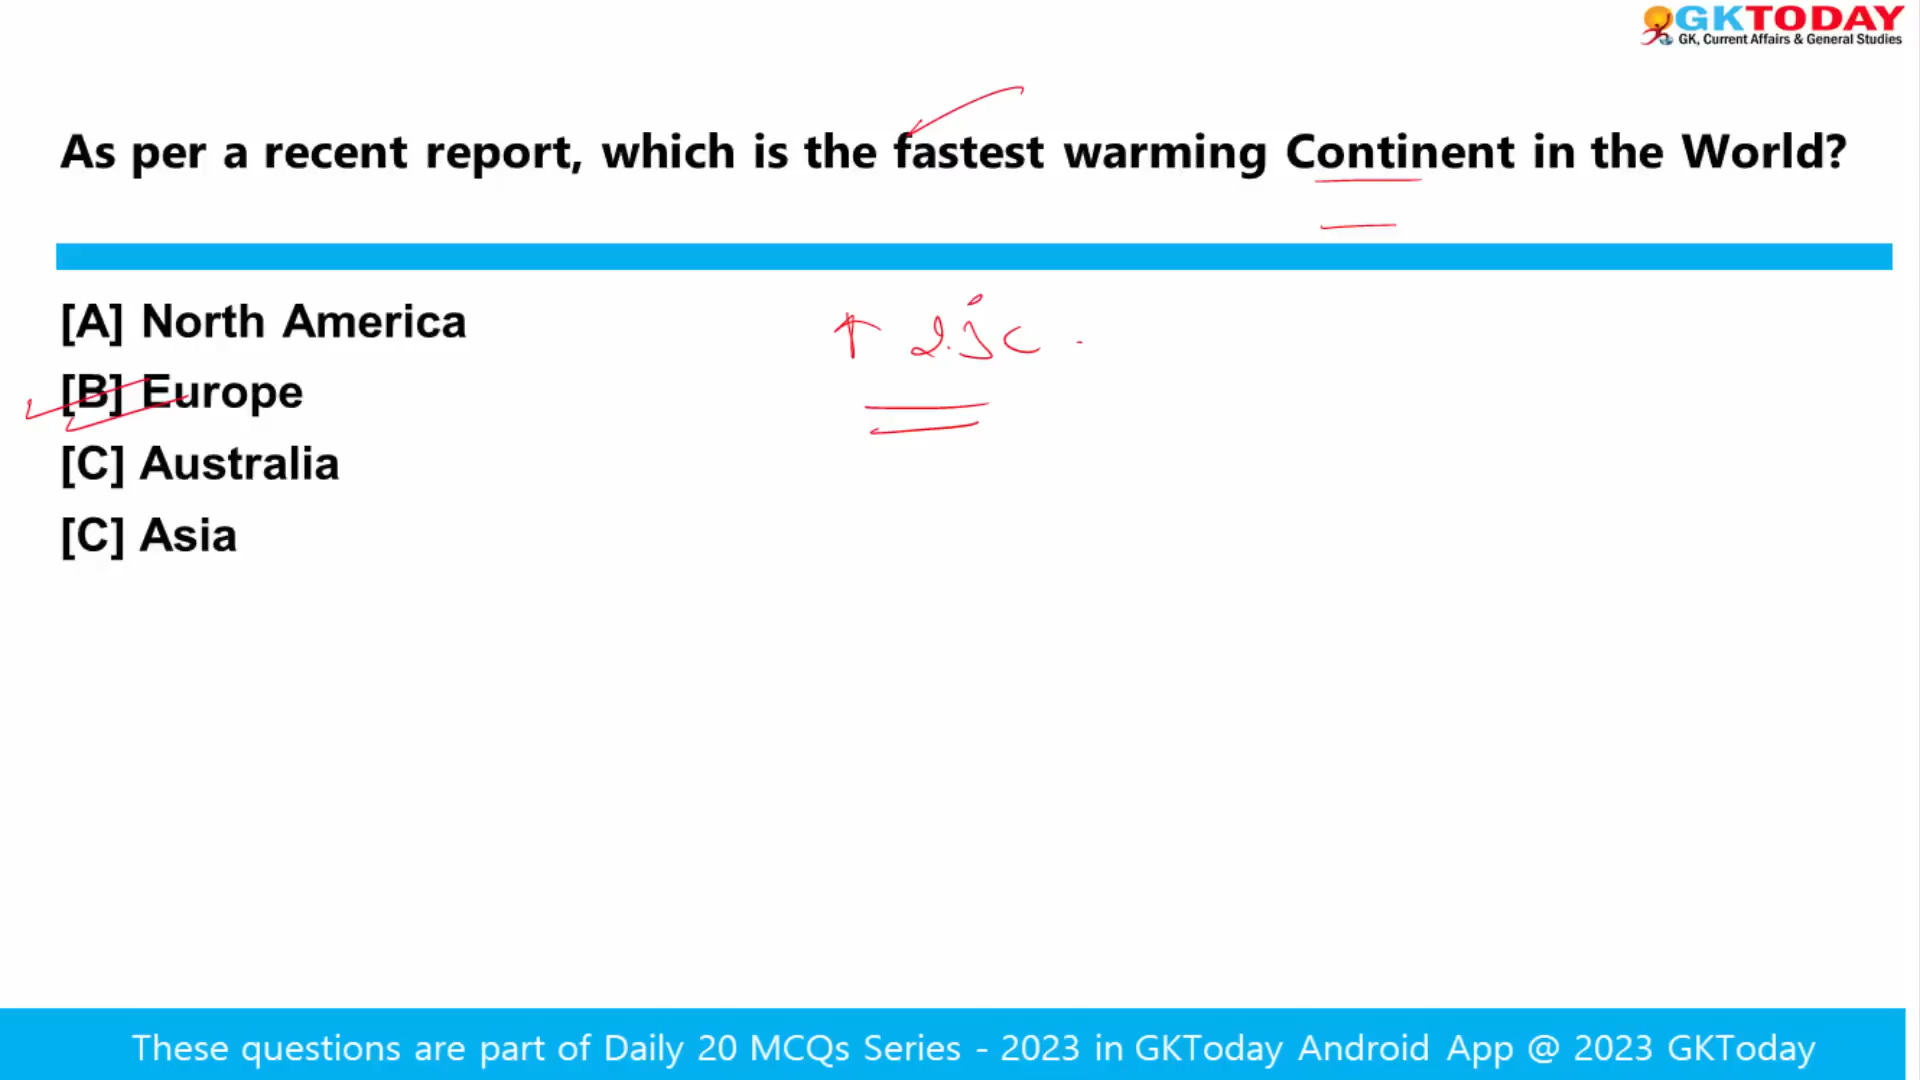 GKTODAY
GK, Current Affairs & General Studies
As per a recent report, which is the fastest warming Continent in the World?
[A] North America
[B] Europe
[C] Australia
[C] Asia
These questions are part of Daily 20 MCQs Series - 2023 in GKToday Android App @ 2023 GKToday